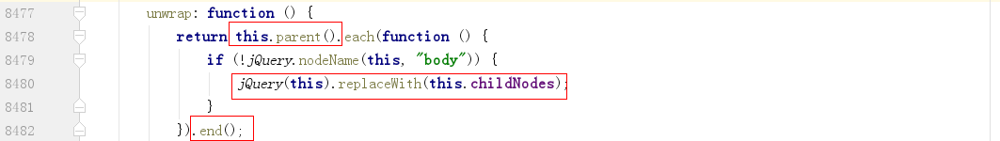 8477 unwrap: function () {
8478 return this.parent().each(function () {
8479 if (!jQuery.nodeName(this, "body")) {
8480 jQuery(this).replaceWith(this.childNodes);
8481 }
8482 }).end();